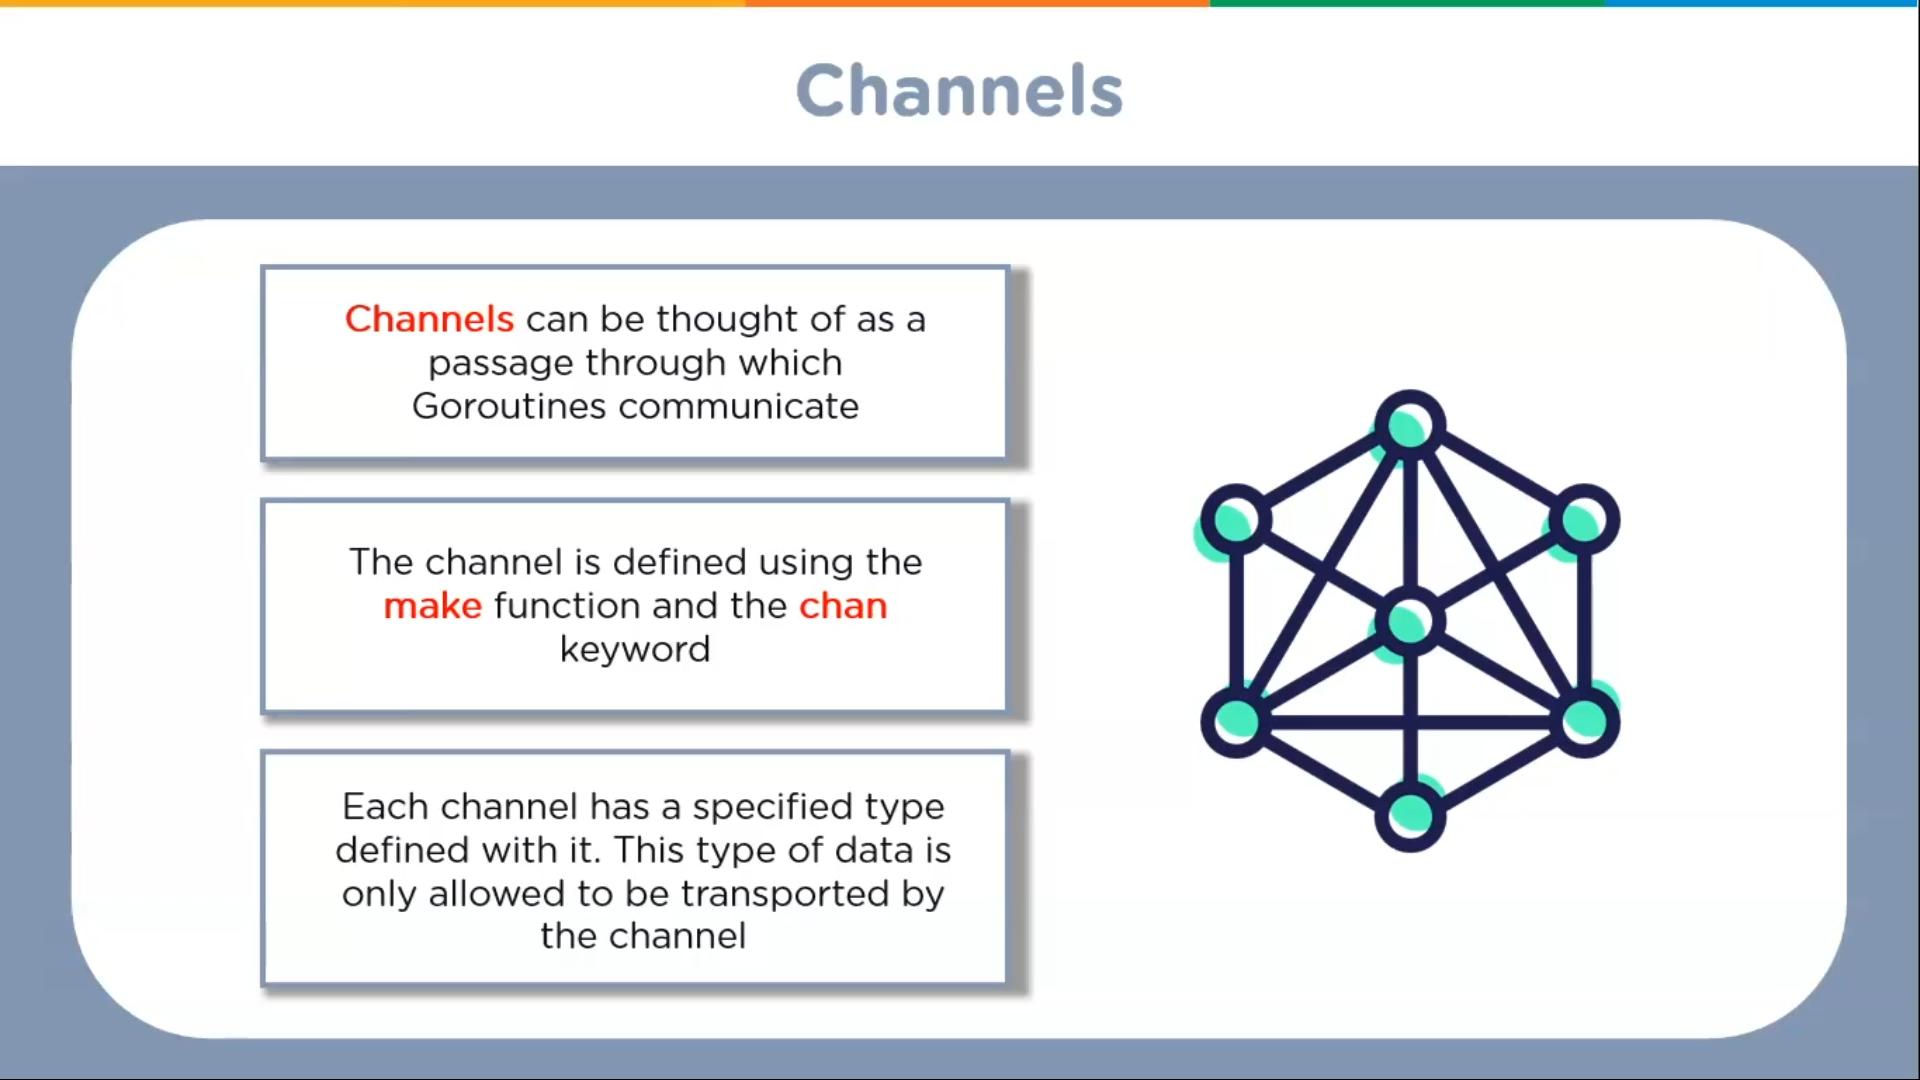 Channels
Channels can be thought of as a
passage through which
Goroutines communicate
The channel is defined using the
make function and the chan
keyword
Each channel has a specified type
defined with it. This type of data is
only allowed to be transported by
the channel